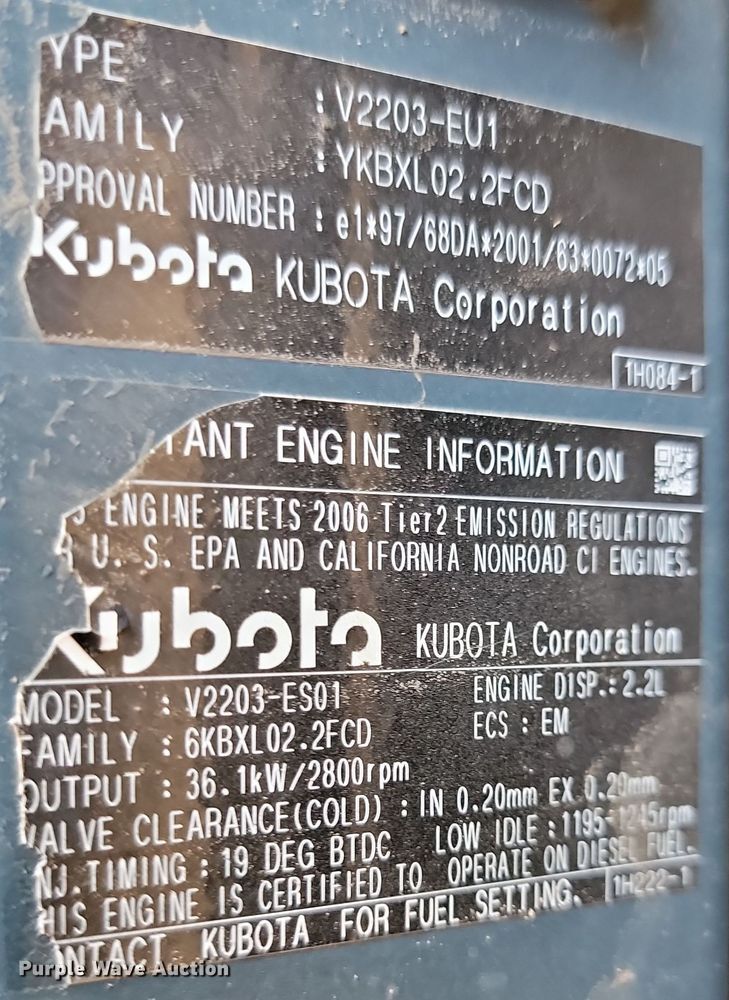 YPE : V2203-EU1
AMILY : YKBXL02.2FCD
PPROVAL NUMBER : e1*97/68DA*2001/63*0072*05
Kubota KUBOTA Corporation
1H084-1
TANT ENGINE INFORMATION
S ENGINE MEETS 2006 Tier2 EMISSION REGULATIONS
R U. S. EPA AND CALIFORNIA NONROAD CI ENGINES.
Kubota KUBOTA Corporation
MODEL : V2203-ES01 ENGINE DISP.: 2.2L
FAMILY : 6KBXL02.2FCD ECS : EM
OUTPUT : 36.1kW/2800rpm
VALVE CLEARANCE(COLD) : IN 0.20mm EX 0.20mm
NJ.TIMING : 19 DEG BTDC LOW IDLE : 1195-1245rpm
HIS ENGINE IS CERTIFIED TO OPERATE ON DIESEL FUEL.
NTACT KUBOTA FOR FUEL SETTING. 1H222-1
Purple Wave Auction